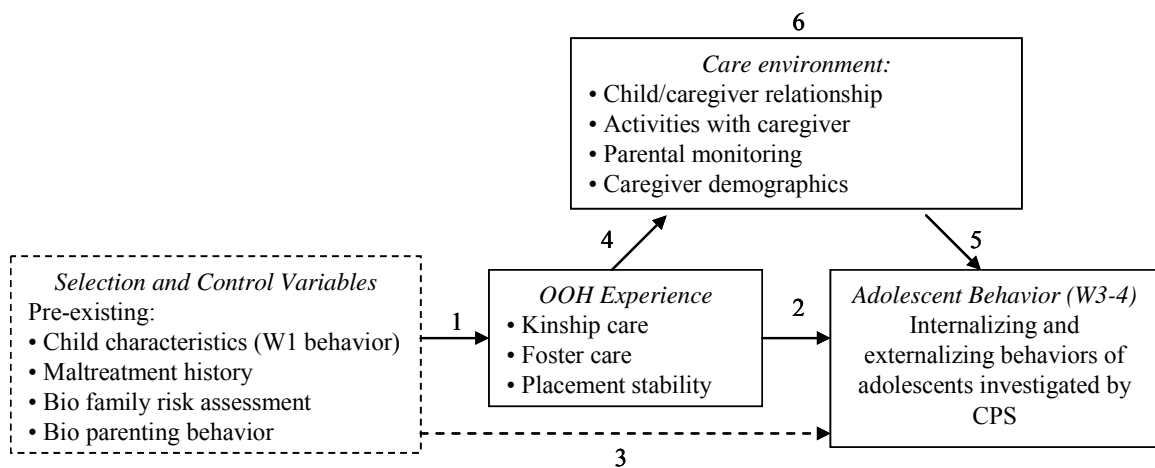 6
Care environment:
• Child/caregiver relationship
• Activities with caregiver
• Parental monitoring
• Caregiver demographics
4
5
Selection and Control Variables
Pre-existing:
• Child characteristics (W1 behavior)
• Maltreatment history
• Bio family risk assessment
• Bio parenting behavior
1
OOH Experience
• Kinship care
• Foster care
• Placement stability
2
Adolescent Behavior (W3-4)
Internalizing and
externalizing behaviors of
adolescents investigated by
CPS
3